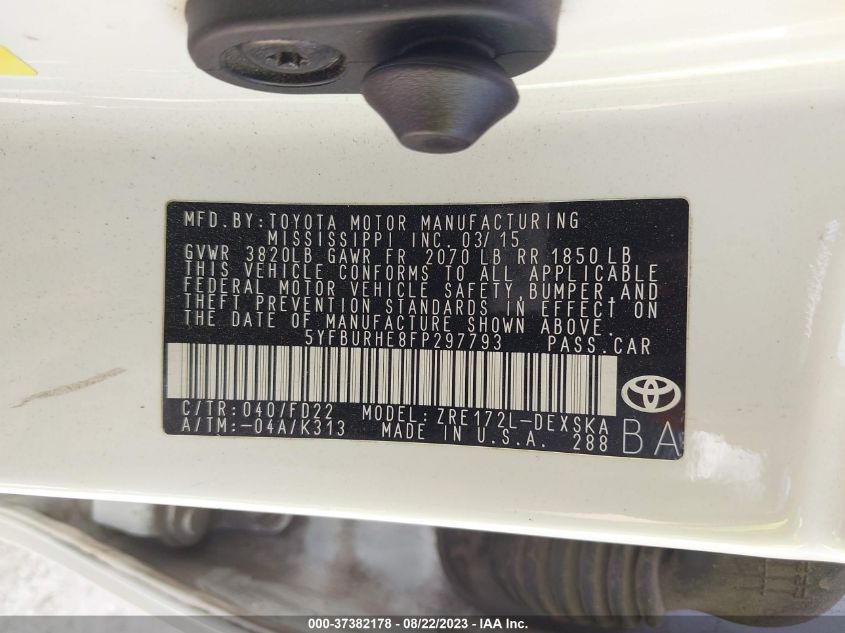 MFD. BY: TOYOTA MOTOR MANUFACTURING
MISSISSIPPI INC. 03/15
GVWR 3820LB GAWR FR 2070 LB RR 1850 LB
THIS VEHICLE CONFORMS TO ALL APPLICABLE
FEDERAL MOTOR VEHICLE SAFETY, BUMPER, AND
THEFT PREVENTION STANDARDS IN EFFECT ON
THE DATE OF MANUFACTURE SHOWN ABOVE.
5YFBURHE8FP297793 PASS. CAR
C/TR: 040/FD22 MODEL: ZRE172L-DEXSKA
A/TM: -04A/K313 MADE IN U.S.A. 288 BA
000-37382178 - 08/22/2023 - IAA Inc.